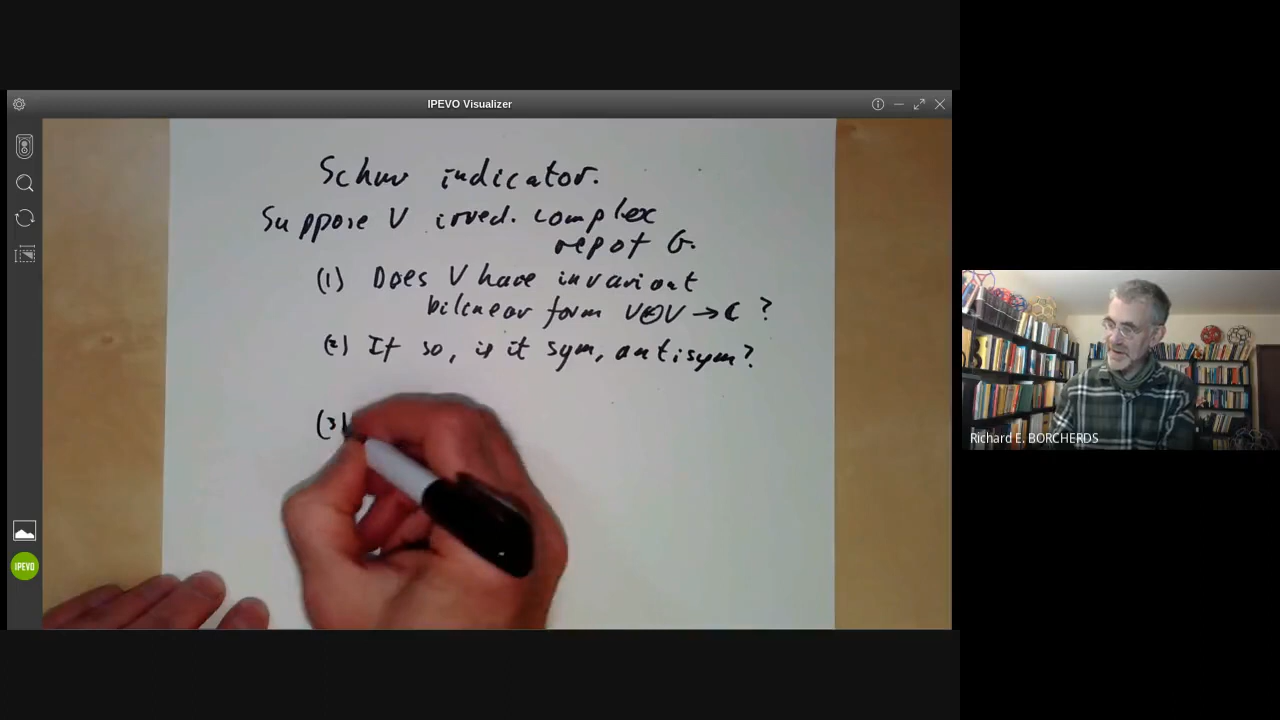 IPEVO Visualizer
Schur indicator.
Suppose V irred. complex
rep of G.
(1) Does V have invariant
bilinear form V⊗V → C ?
(2) If so, is it sym, antisym?
(3)
IPEVO
Richard E. BORCHERDS